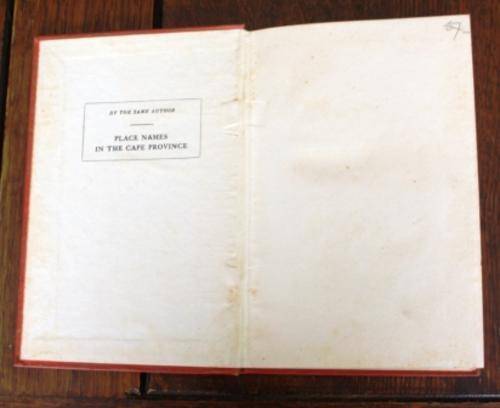 BY THE SAME AUTHOR
PLACE NAMES
IN THE CAPE PROVINCE